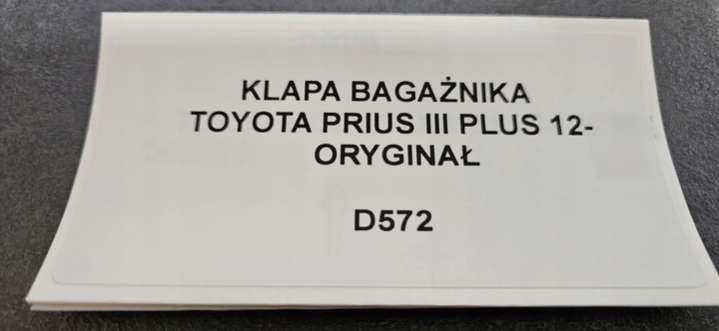 KLAPA BAGAŻNIKA
TOYOTA PRIUS III PLUS 12-
ORYGINAŁ
D572